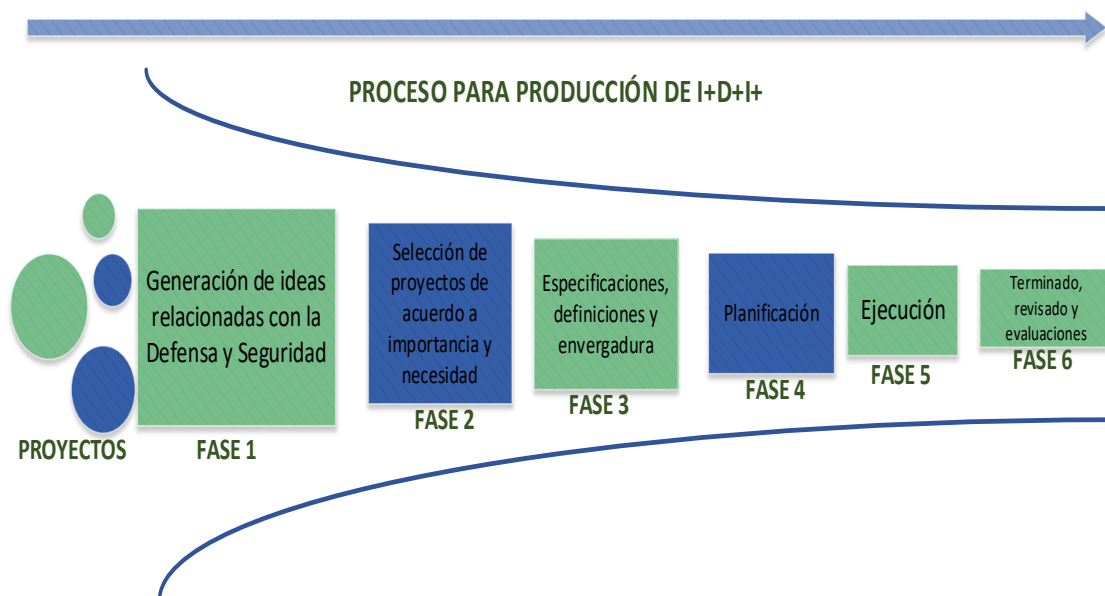 PROCESO PARA PRODUCCIÓN DE I+D+I+
PROYECTOS
Generación de ideas
relacionadas con la
Defensa y Seguridad
FASE 1
Selección de
proyectos de
acuerdo a
importancia y
necesidad
FASE 2
Especificaciones,
definiciones y
envergadura
FASE 3
Planificación
FASE 4
Ejecución
FASE 5
Terminado,
revisado y
evaluaciones
FASE 6